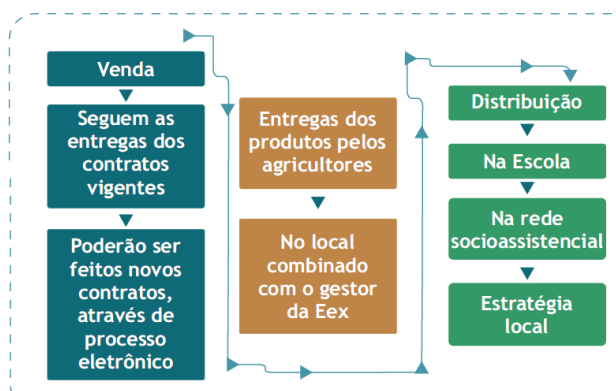 Venda
Seguem as
entregas dos
contratos
vigentes
Poderão ser
feitos novos
contratos,
através de
processo
eletrônico
Entregas dos
produtos pelos
agricultores
No local
combinado
com o gestor
da Eex
Distribuição
Na Escola
Na rede
socioassistencial
Estratégia
local